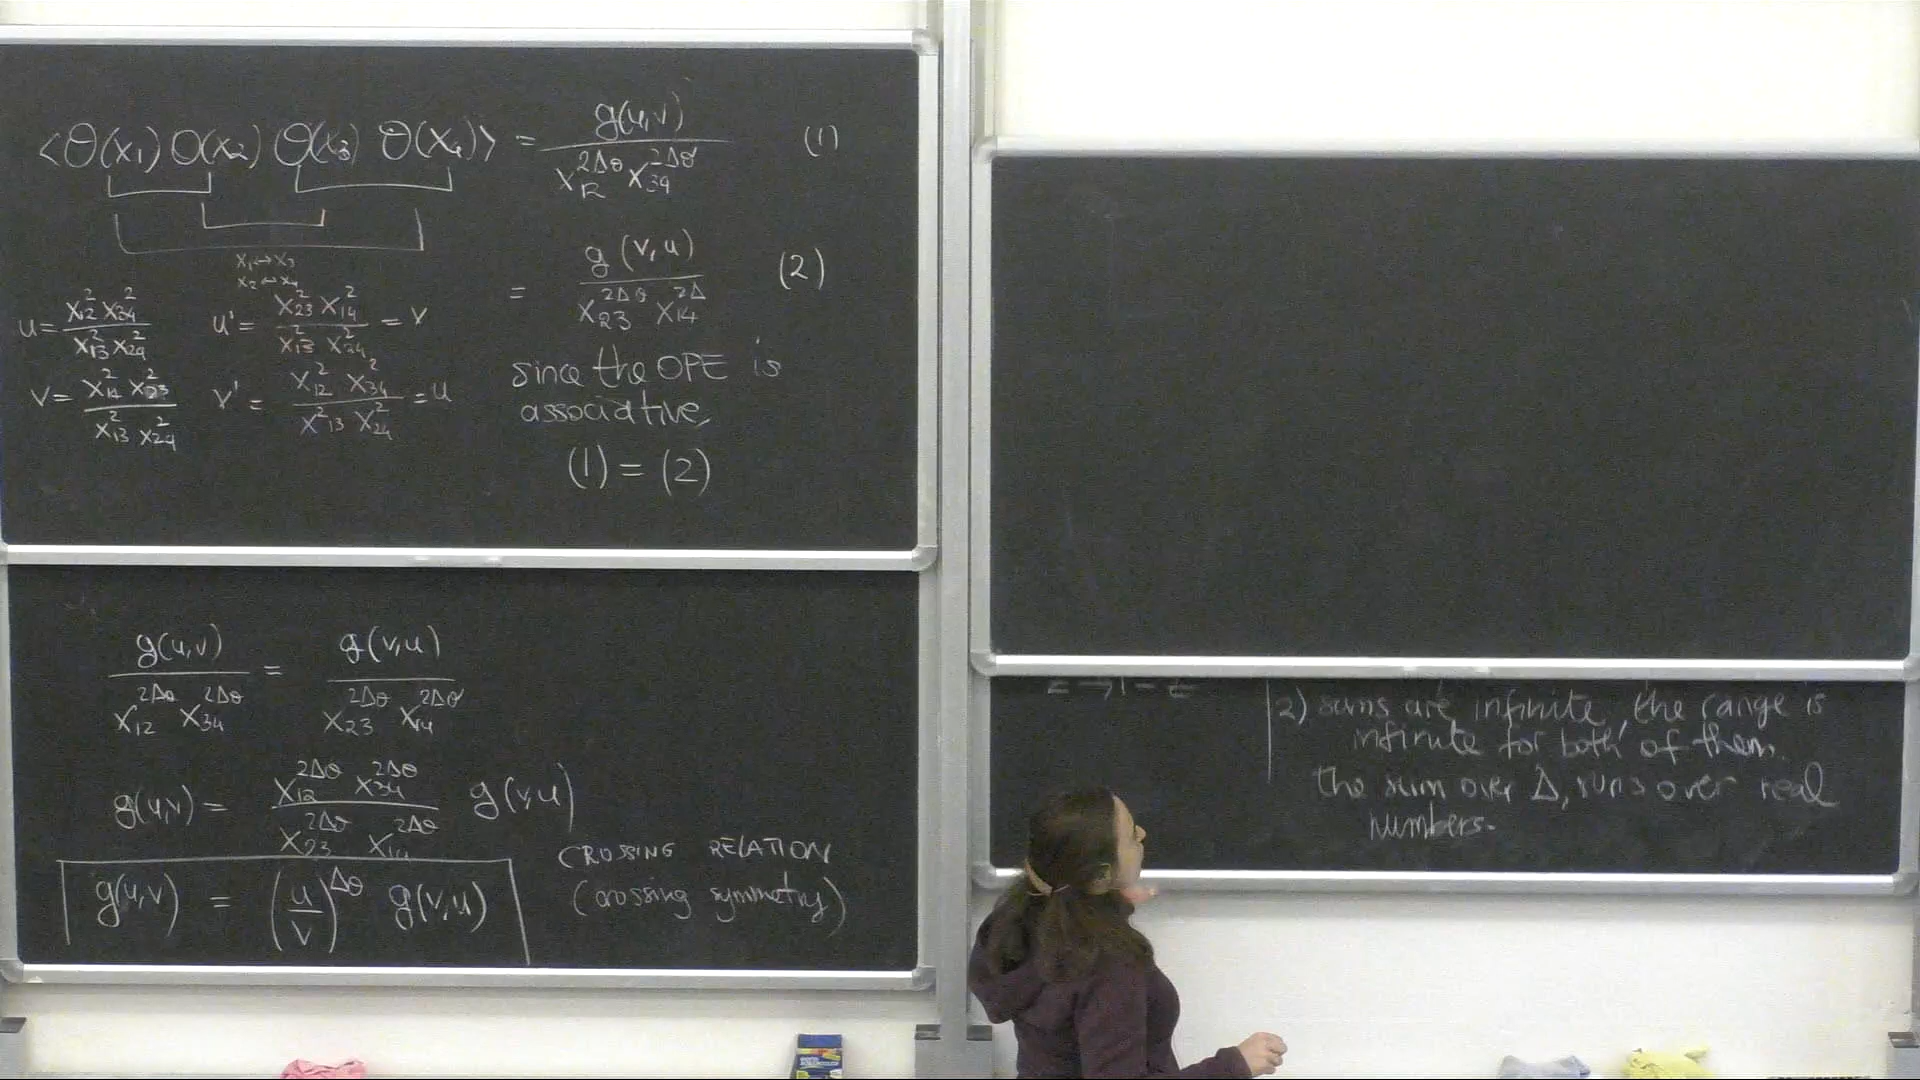 <O(x₁) O(x₂) O(x₃) O(x₄)> = g(u,v) / x₁₂^{2Δ_O} x₃₄^{2Δ_O} (1)
= g(v,u) / x₂₃^{2Δ_O} x₁₄^{2Δ} (2)
x₁↔x₃
x₂↔x₄
u = x₁₂² x₃₄² / x₁₃² x₂₄² u' = x₂₃² x₁₄² / x₁₃² x₂₄² = v
v = x₁₄² x₂₃² / x₁₃² x₂₄² v' = x₁₂² x₃₄² / x²₁₃ x₂₄² = u
since the OPE is
associative,
(1) = (2)
g(u,v) / x₁₂^{2Δ_O} x₃₄^{2Δ_O} = g(v,u) / x₂₃^{2Δ_O} x₁₄^{2Δ_O}
g(u,v) = x₁₂^{2Δ_O} x₃₄^{2Δ_O} / x₂₃^{2Δ_O} x₁₄^{2Δ_O} g(v,u)
g(u,v) = (u/v)^{Δ_O} g(v,u)
CROSSING RELATION
(crossing symmetry)
2) sums are infinite, the range is
infinite for both of them.
the sum over Δ, runs over real
numbers.